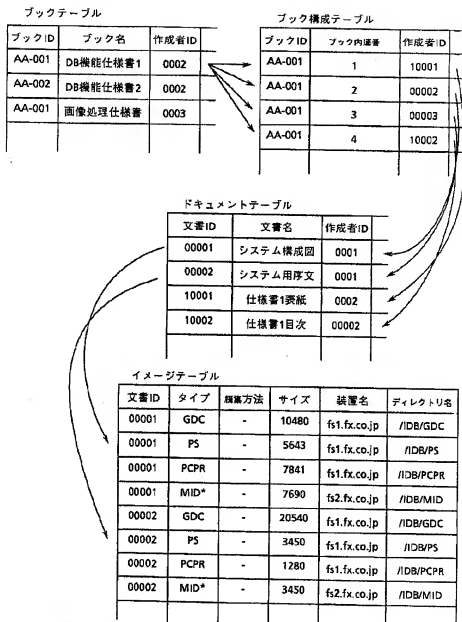 ブックテーブル
ブックID ブック名 作成者ID
AA-001 DB機能仕様書1 0002
AA-002 DB機能仕様書2 0002
AA-001 画像処理仕様書 0003
ブック構成テーブル
ブックID ブック内連番 作成者ID
AA-001 1 10001
AA-001 2 00002
AA-001 3 00003
AA-001 4 10002
ドキュメントテーブル
文書ID 文書名 作成者ID
00001 システム構成図 0001
00002 システム用序文 0001
10001 仕様書1表紙 0002
10002 仕様書1目次 00002
イメージテーブル
文書ID タイプ 編集方法 サイズ 装置名 ディレクトリ名
00001 GDC - 10480 fs1.fx.co.jp /IDB/GDC
00001 PS - 5643 fs1.fx.co.jp /IDB/PS
00001 PCPR - 7841 fs1.fx.co.jp /IDB/PCPR
00001 MID* - 7690 fs2.fx.co.jp /IDB/MID
00002 GDC - 20540 fs1.fx.co.jp /IDB/GDC
00002 PS - 3450 fs1.fx.co.jp /IDB/PS
00002 PCPR - 1280 fs1.fx.co.jp /IDB/PCPR
00002 MID* - 3450 fs2.fx.co.jp /IDB/MID